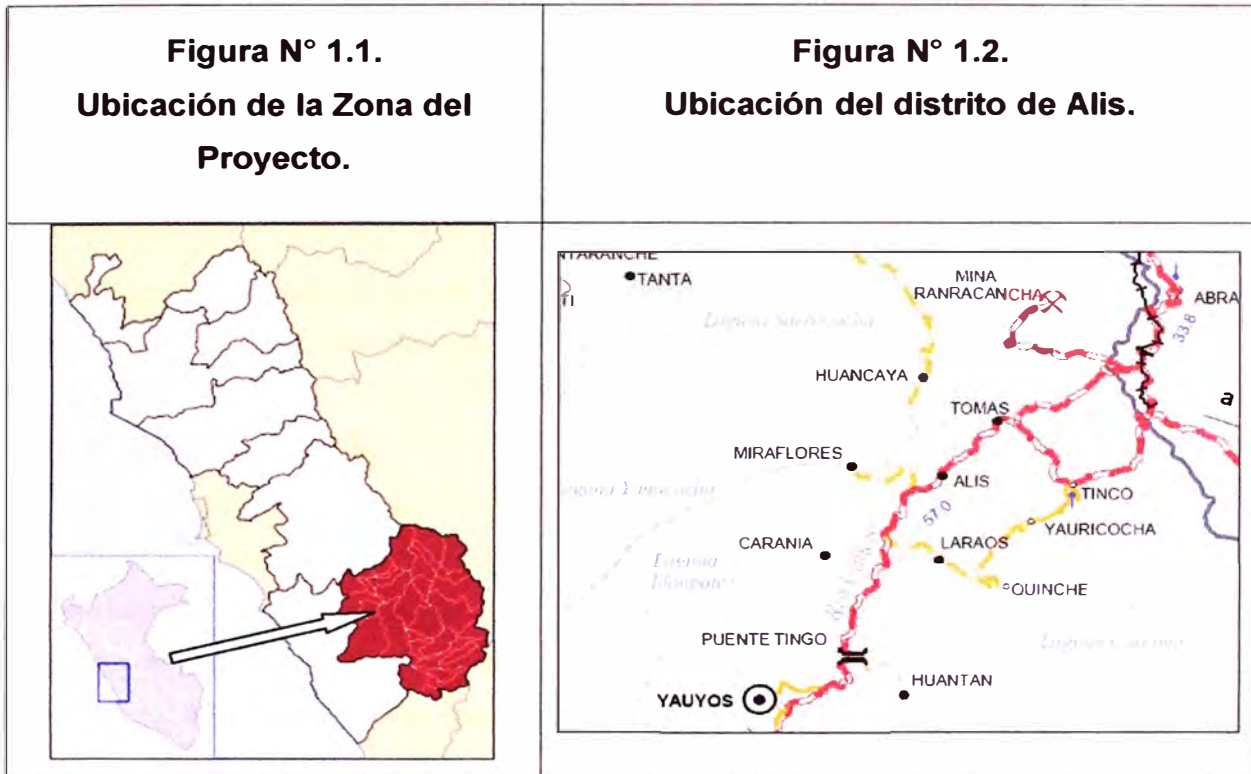 Figura N° 1.1.
Ubicación de la Zona del
Proyecto.
Figura N° 1.2.
Ubicación del distrito de Alis.
TANTA
MINA
RANRACANCHA
ABRA
33.8
HUANCAYA
a
TOMAS
MIRAFLORES
ALIS
TINCO
57.0
YAURICOCHA
CARANIA
LARAOS
Laguna
QUINCHE
PUENTE TINGO
HUANTAN
YAUYOS